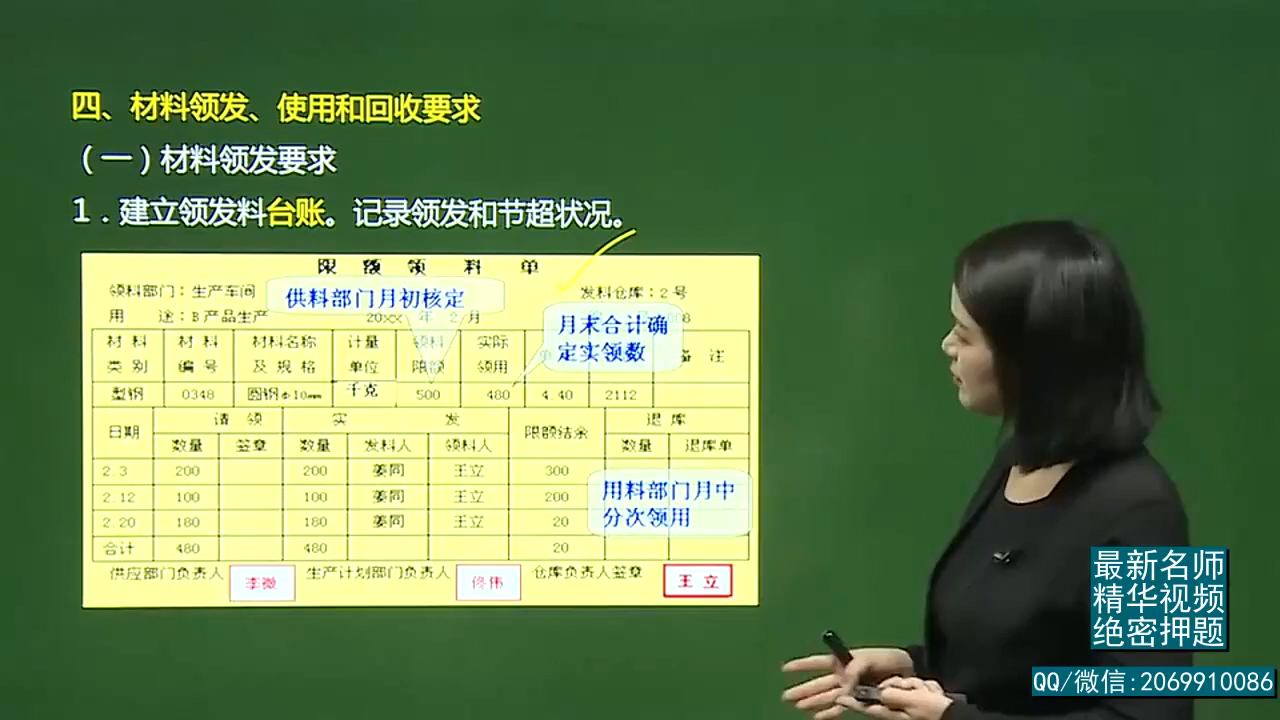 四、材料领发、使用和回收要求
（一）材料领发要求
1．建立领发料台账。记录领发和节超状况。
限 额 领 料 单
领料部门：生产车间 发料仓库：2号
供料部门月初核定
用 途：B产品生产 20xx 年 2月
月末合计确
定实领数
材料 材料 材料名称 计量 领料 实际 备 注
类别 编号 及规格 单位 限额 领用
型钢 0348 圆钢φ10mm 千克 500 480 4.40 2112
日期 请 领 实 发 限额结余 退 库
数量 签章 数量 发料人 领料人 数量 退库单
2.3 200 200 姜同 王立 300
2.12 100 100 姜同 王立 200
2.20 180 180 姜同 王立 20
合计 480 480 20
用料部门月中
分次领用
供应部门负责人 李微 生产计划部门负责人 佟伟 仓库负责人签章 王立
最新名师
精华视频
绝密押题
QQ/微信:2069910086